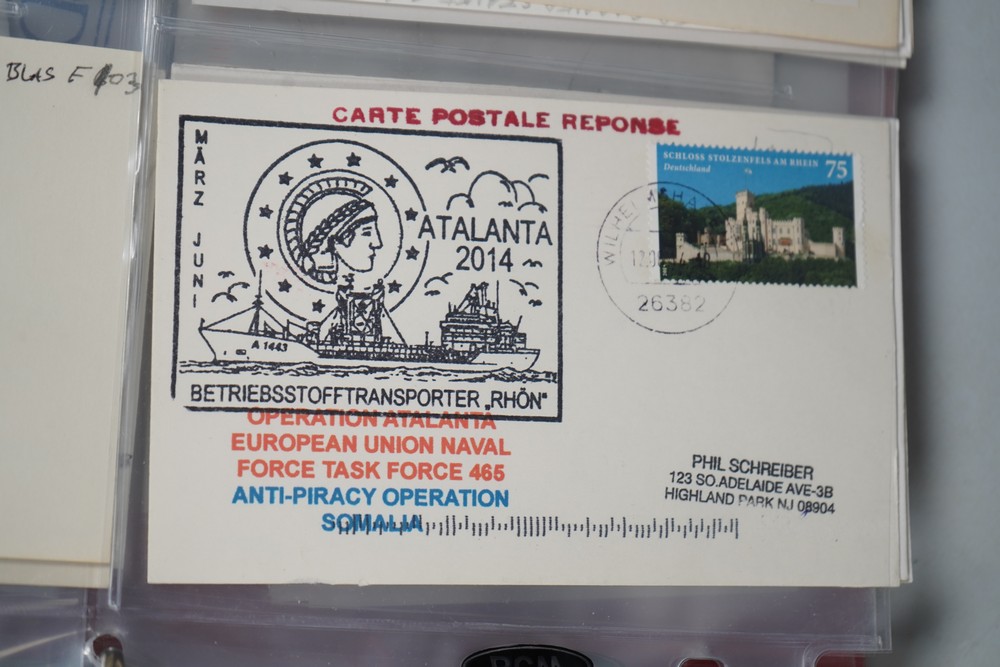 BLAS F
CARTE POSTALE REPONSE
MÄRZ JUNI
ATALANTA
2014
A 1443
BETRIEBSSTOFFTRANSPORTER „RHÖN"
SCHLOSS STOLZENFELS AM RHEIN 75
Deutschland
26382
OPERATION ATALANTA
EUROPEAN UNION NAVAL
FORCE TASK FORCE 465
ANTI-PIRACY OPERATION
SOMALIA
PHIL SCHREIBER
123 SO.ADELAIDE AVE-3B
HIGHLAND PARK NJ 08904